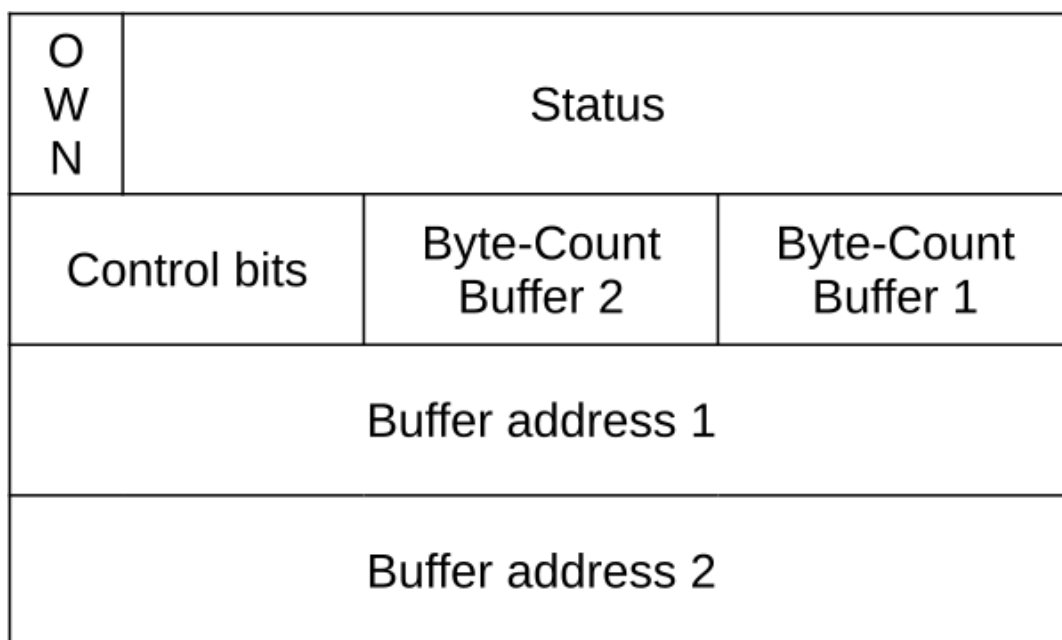 O
W
N
Status
Control bits
Byte-Count
Buffer 2
Byte-Count
Buffer 1
Buffer address 1
Buffer address 2